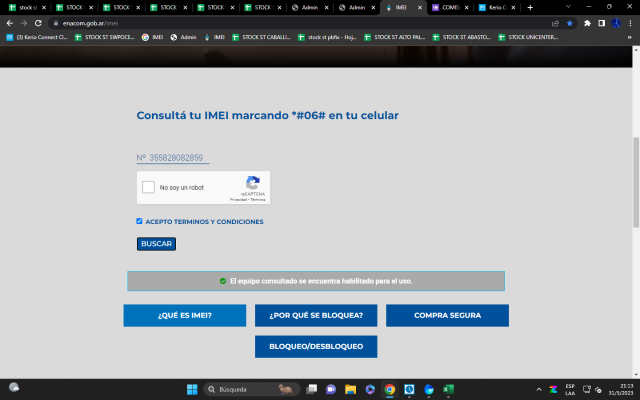 stock st
STOCK
STOCK
STOCK
STOCK
STOCK
Admin
Admin
IMEI
COMIS
Kerio C
enacom.gob.ar/imei
(3) Kerio Connect Cl...
STOCK ST SWPOCE...
IMEI
Admin
IMEI
STOCK ST CABALLI...
stock st pbfix - Hoj...
STOCK ST ALTO PAL...
STOCK ST ABASTO...
STOCK UNICENTER...
Consultá tu IMEI marcando *#06# en tu celular
Nº 355828082859
No soy un robot
reCAPTCHA
Privacidad - Términos
ACEPTO TERMINOS Y CONDICIONES
BUSCAR
El equipo consultado se encuentra habilitado para el uso.
¿QUÉ ES IMEI?
¿POR QUÉ SE BLOQUEA?
COMPRA SEGURA
BLOQUEO/DESBLOQUEO
Búsqueda
ESP
LAA
21:13
31/5/2023